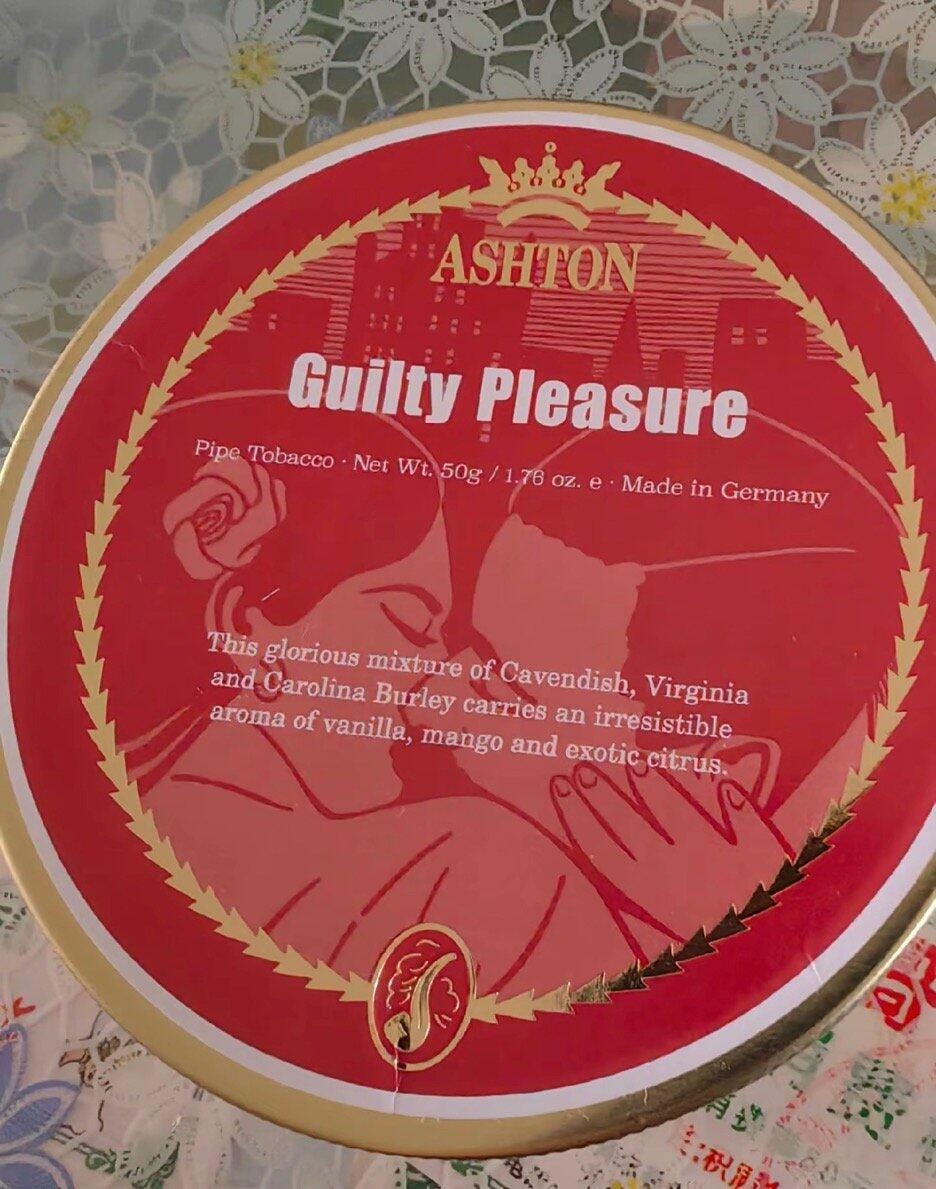 ASHTON
Guilty Pleasure
Pipe Tobacco · Net Wt. 50g / 1.76 oz. e · Made in Germany
This glorious mixture of Cavendish, Virginia
and Carolina Burley carries an irresistible
aroma of vanilla, mango and exotic citrus.